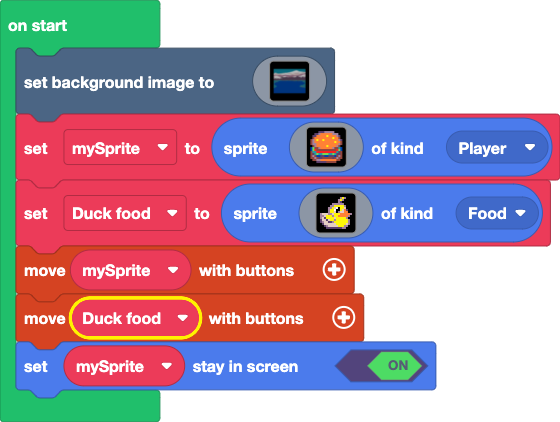 on start
set background image to
set mySprite to sprite of kind Player
set Duck food to sprite of kind Food
move mySprite with buttons
move Duck food with buttons
set mySprite stay in screen ON